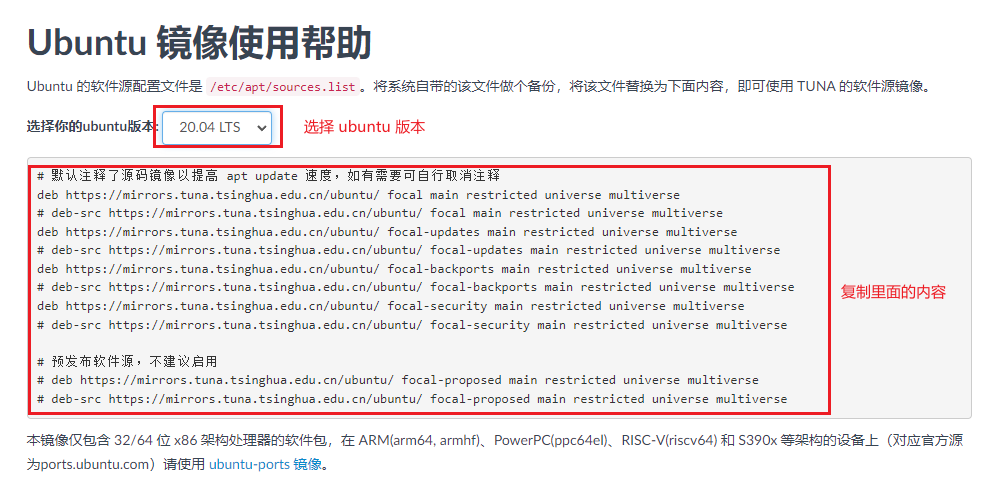 Ubuntu 镜像使用帮助
Ubuntu 的软件源配置文件是 /etc/apt/sources.list。将系统自带的该文件做个备份，将该文件替换为下面内容，即可使用 TUNA 的软件源镜像。
选择你的ubuntu版本: 20.04 LTS 选择 ubuntu 版本
# 默认注释了源码镜像以提高 apt update 速度，如有需要可自行取消注释
deb https://mirrors.tuna.tsinghua.edu.cn/ubuntu/ focal main restricted universe multiverse
# deb-src https://mirrors.tuna.tsinghua.edu.cn/ubuntu/ focal main restricted universe multiverse
deb https://mirrors.tuna.tsinghua.edu.cn/ubuntu/ focal-updates main restricted universe multiverse
# deb-src https://mirrors.tuna.tsinghua.edu.cn/ubuntu/ focal-updates main restricted universe multiverse
deb https://mirrors.tuna.tsinghua.edu.cn/ubuntu/ focal-backports main restricted universe multiverse
# deb-src https://mirrors.tuna.tsinghua.edu.cn/ubuntu/ focal-backports main restricted universe multiverse
复制里面的内容
deb https://mirrors.tuna.tsinghua.edu.cn/ubuntu/ focal-security main restricted universe multiverse
# deb-src https://mirrors.tuna.tsinghua.edu.cn/ubuntu/ focal-security main restricted universe multiverse
# 预发布软件源，不建议启用
# deb https://mirrors.tuna.tsinghua.edu.cn/ubuntu/ focal-proposed main restricted universe multiverse
# deb-src https://mirrors.tuna.tsinghua.edu.cn/ubuntu/ focal-proposed main restricted universe multiverse
本镜像仅包含 32/64 位 x86 架构处理器的软件包，在 ARM(arm64, armhf)、PowerPC(ppc64el)、RISC-V(riscv64) 和 S390x 等架构的设备上（对应官方源
为ports.ubuntu.com）请使用 ubuntu-ports 镜像。